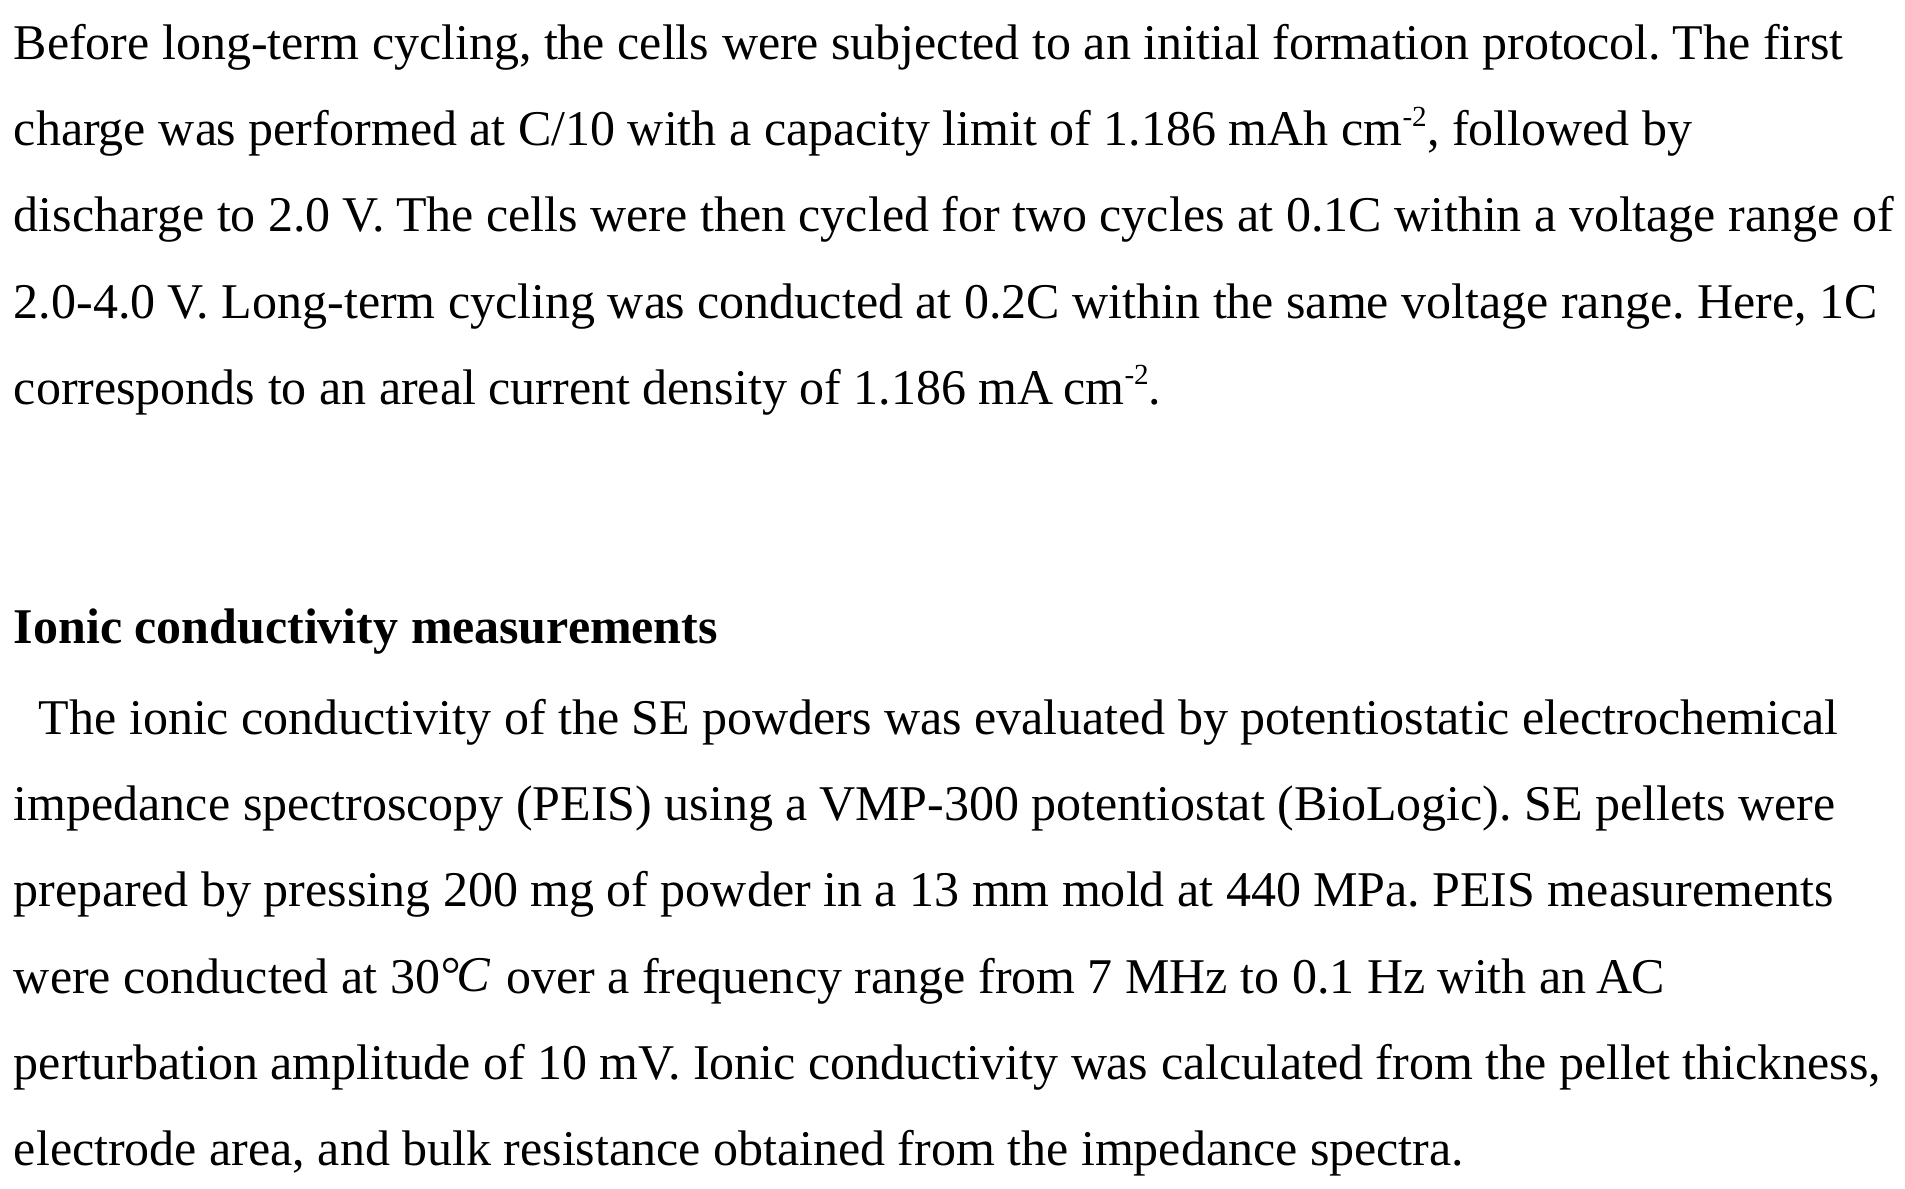 Before long-term cycling, the cells were subjected to an initial formation protocol. The first
charge was performed at C/10 with a capacity limit of 1.186 mAh cm⁻², followed by
discharge to 2.0 V. The cells were then cycled for two cycles at 0.1C within a voltage range of
2.0-4.0 V. Long-term cycling was conducted at 0.2C within the same voltage range. Here, 1C
corresponds to an areal current density of 1.186 mA cm⁻².
Ionic conductivity measurements
The ionic conductivity of the SE powders was evaluated by potentiostatic electrochemical
impedance spectroscopy (PEIS) using a VMP-300 potentiostat (BioLogic). SE pellets were
prepared by pressing 200 mg of powder in a 13 mm mold at 440 MPa. PEIS measurements
were conducted at 30℃ over a frequency range from 7 MHz to 0.1 Hz with an AC
perturbation amplitude of 10 mV. Ionic conductivity was calculated from the pellet thickness,
electrode area, and bulk resistance obtained from the impedance spectra.